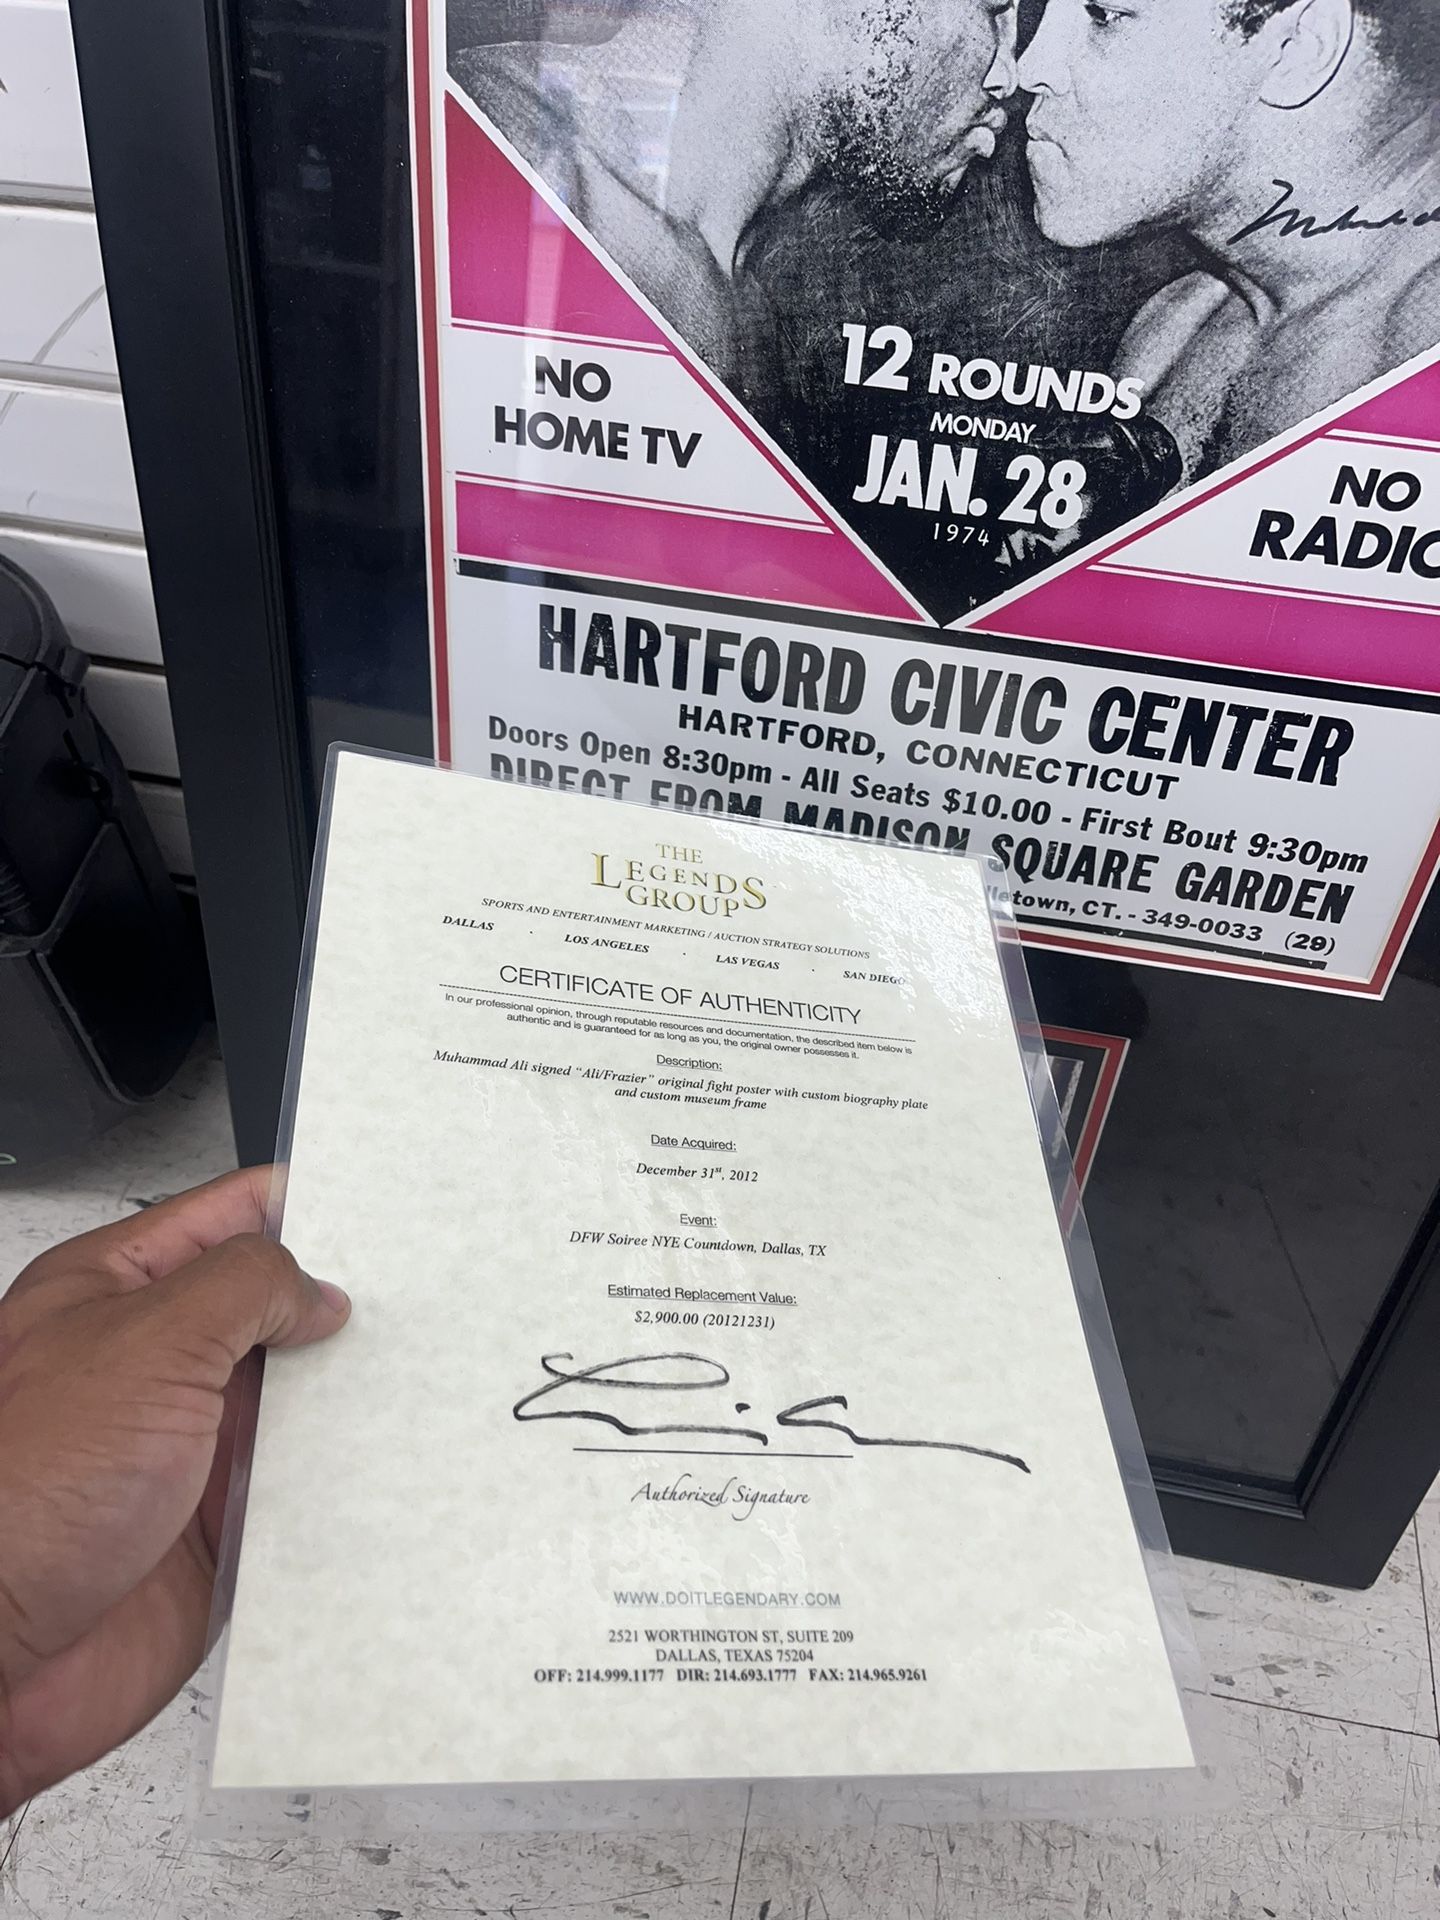 Muhammad
12 ROUNDS
MONDAY
JAN. 28
1974
NO
HOME TV
NO
RADIO
HARTFORD CIVIC CENTER
HARTFORD, CONNECTICUT
Doors Open 8:30pm - All Seats $10.00 - First Bout 9:30pm
DIRECT FROM MADISON SQUARE GARDEN
letown, CT. - 349-0033 (29)
THE
LEGENDS
GROUP
SPORTS AND ENTERTAINMENT MARKETING / AUCTION STRATEGY SOLUTIONS
DALLAS · LOS ANGELES · LAS VEGAS · SAN DIEGO
CERTIFICATE OF AUTHENTICITY
In our professional opinion, through reputable resources and documentation, the described item below is
authentic and is guaranteed for as long as you, the original owner possesses it.
Description:
Muhammad Ali signed "Ali/Frazier" original fight poster with custom biography plate
and custom museum frame
Date Acquired:
December 31st, 2012
Event:
DFW Soiree NYE Countdown, Dallas, TX
Estimated Replacement Value:
$2,900.00 (20121231)
Authorized Signature
WWW.DOITLEGENDARY.COM
2521 WORTHINGTON ST, SUITE 209
DALLAS, TEXAS 75204
OFF: 214.999.1177 DIR: 214.693.1777 FAX: 214.965.9261